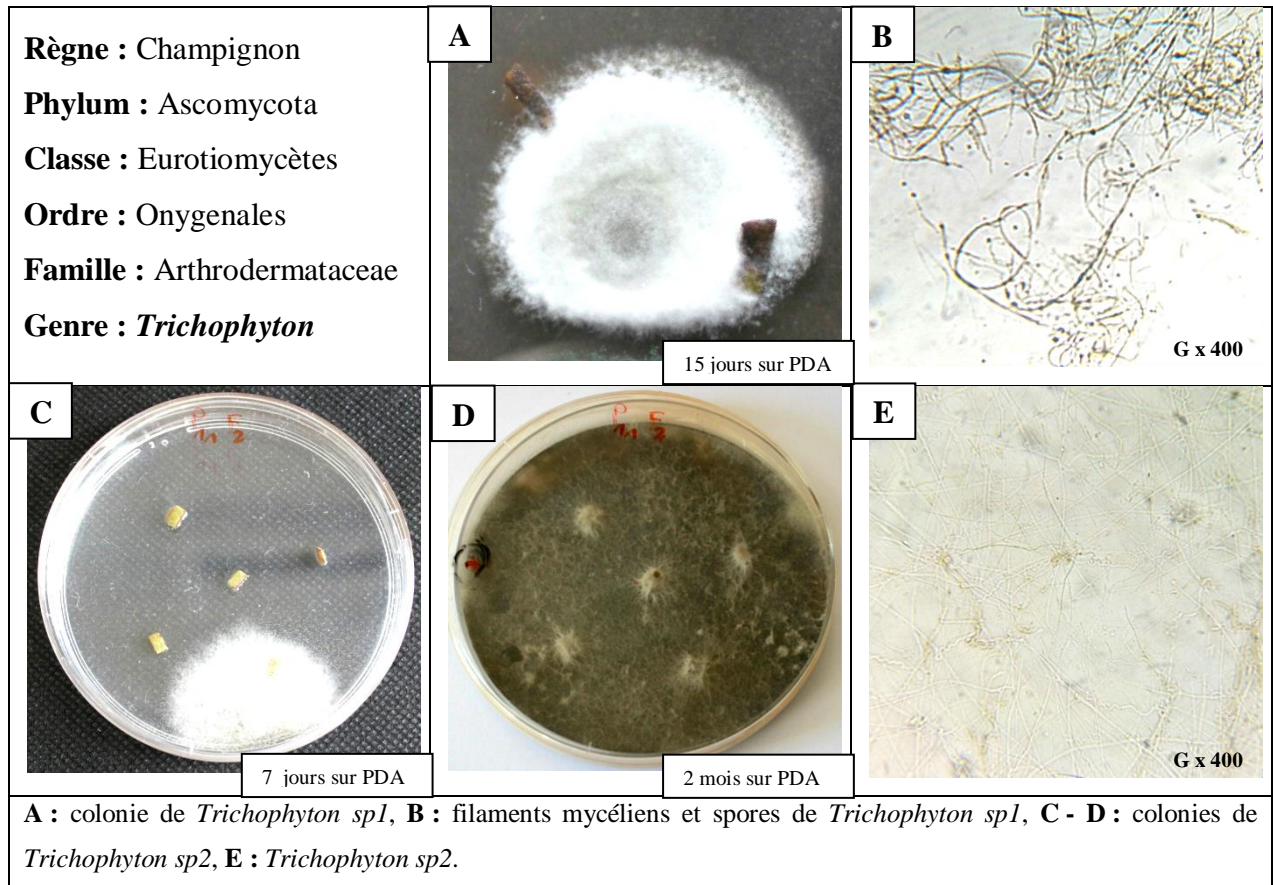 Règne : Champignon
Phylum : Ascomycota
Classe : Eurotiomycètes
Ordre : Onygenales
Famille : Arthrodermataceae
Genre : Trichophyton
A
15 jours sur PDA
B
G x 400
C
7 jours sur PDA
D
2 mois sur PDA
E
G x 400
A : colonie de Trichophyton sp1, B : filaments mycéliens et spores de Trichophyton sp1, C - D : colonies de
Trichophyton sp2, E : Trichophyton sp2.